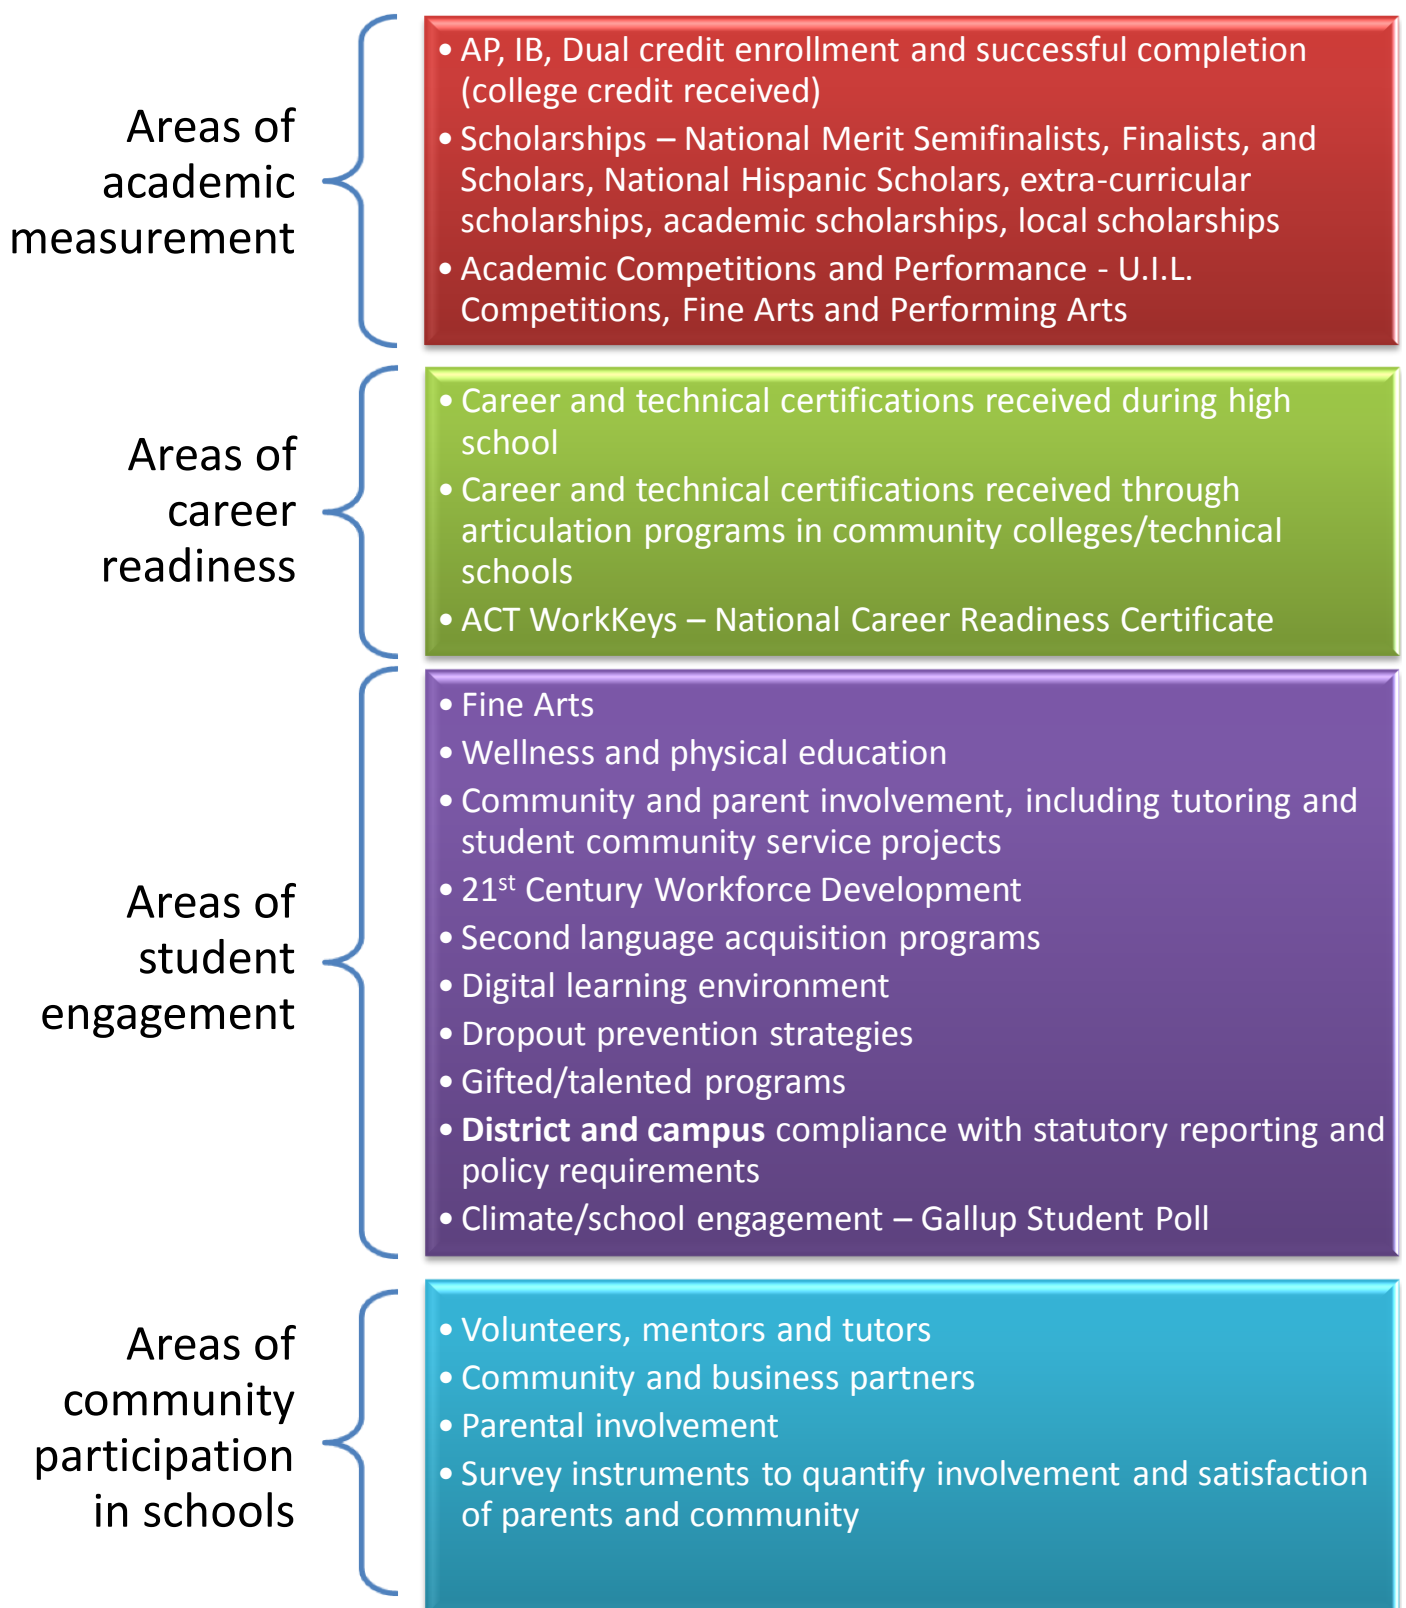 Areas of
academic
measurement
• AP, IB, Dual credit enrollment and successful completion
(college credit received)
• Scholarships – National Merit Semifinalists, Finalists, and
Scholars, National Hispanic Scholars, extra-curricular
scholarships, academic scholarships, local scholarships
• Academic Competitions and Performance - U.I.L.
Competitions, Fine Arts and Performing Arts
Areas of
career
readiness
• Career and technical certifications received during high
school
• Career and technical certifications received through
articulation programs in community colleges/technical
schools
• ACT WorkKeys – National Career Readiness Certificate
Areas of
student
engagement
• Fine Arts
• Wellness and physical education
• Community and parent involvement, including tutoring and
student community service projects
• 21st Century Workforce Development
• Second language acquisition programs
• Digital learning environment
• Dropout prevention strategies
• Gifted/talented programs
• District and campus compliance with statutory reporting and
policy requirements
• Climate/school engagement – Gallup Student Poll
Areas of
community
participation
in schools
• Volunteers, mentors and tutors
• Community and business partners
• Parental involvement
• Survey instruments to quantify involvement and satisfaction
of parents and community